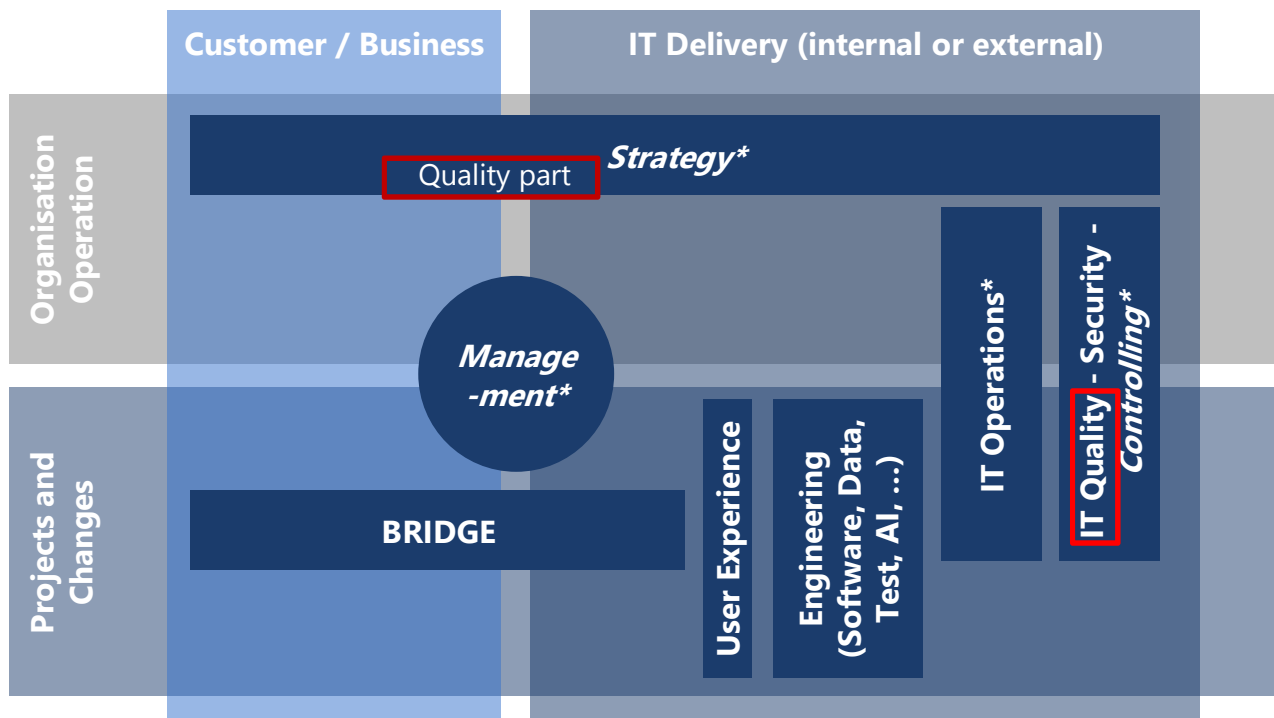 Customer / Business
IT Delivery (internal or external)
Organisation
Operation
Strategy*
Quality part
Manage
-ment*
IT Operations*
IT Quality - Security -
Controlling*
Projects and
Changes
BRIDGE
User Experience
Engineering
(Software, Data,
Test, AI, ...)